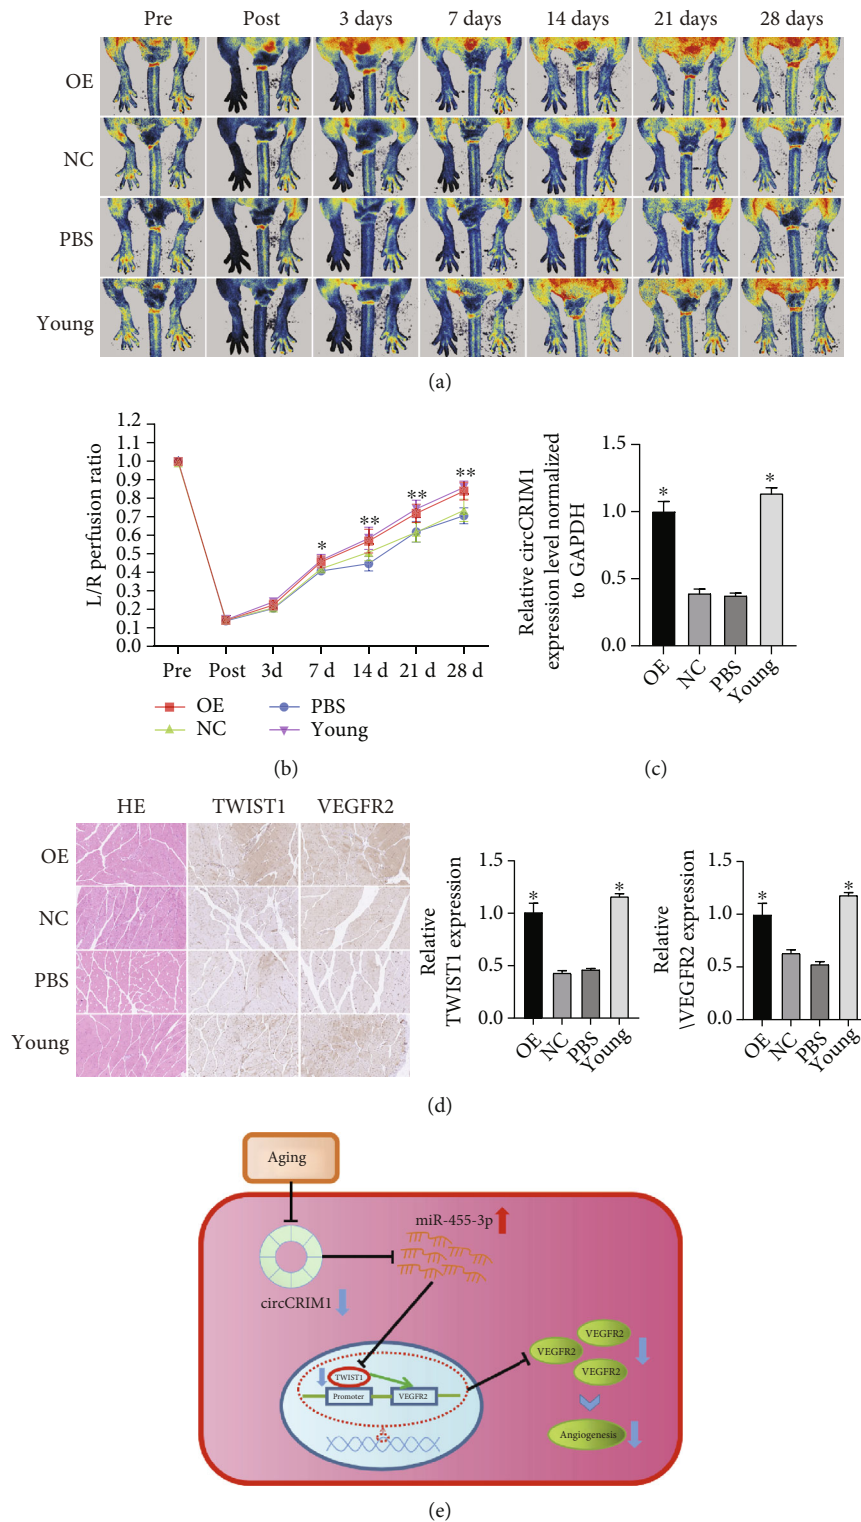 Pre Post 3 days 7 days 14 days 21 days 28 days
OE
NC
PBS
Young
(a)
L/R perfusion ratio
1.2
1.0
0.9
0.8
0.7
0.6
0.5
0.4
0.3
0.2
0.1
0.0
* ** ** **
Pre Post 3d 7 d 14 d 21 d 28 d
OE PBS
NC Young
(b)
Relative circCRIM1
expression level normalized
to GAPDH
1.5
1.0
0.5
0.0
* *
OE NC PBS Young
(c)
HE TWIST1 VEGFR2
OE
NC
PBS
Young
Relative
TWIST1 expression
1.5
1.0
0.5
0.0
* *
OE NC PBS Young
Relative
\VEGFR2 expression
1.5
1.0
0.5
0.0
* *
OE NC PBS Young
(d)
Aging
miR-455-3p
circCRIM1
TWIST1
Promoter VEGFR2
VEGFR2
VEGFR2
VEGFR2
Angiogenesis
(e)